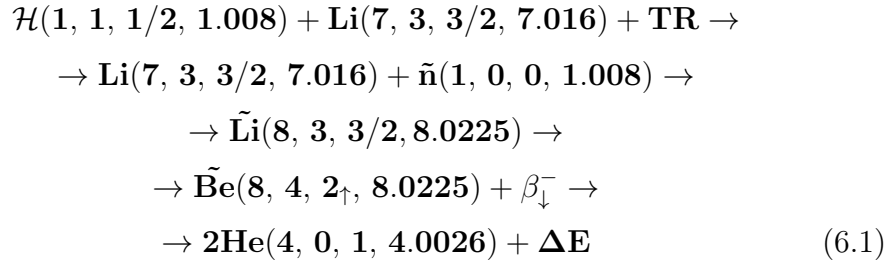 ℋ(1, 1, 1/2, 1.008) + Li(7, 3, 3/2, 7.016) + TR →
→ Li(7, 3, 3/2, 7.016) + ñ(1, 0, 0, 1.008) →
→ L̃i(8, 3, 3/2, 8.0225) →
→ B̃e(8, 4, 2↑, 8.0225) + β⁻↓ →
→ 2He(4, 0, 1, 4.0026) + ΔE (6.1)